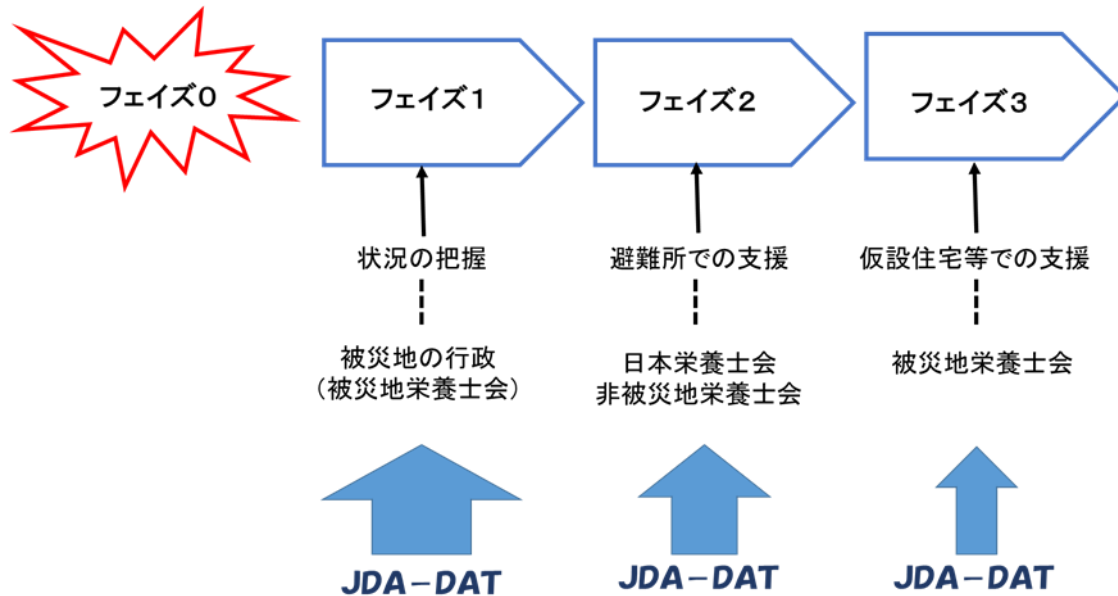 フェイズ０
フェイズ１
フェイズ２
フェイズ３
状況の把握
避難所での支援
仮設住宅等での支援
被災地の行政
（被災地栄養士会）
日本栄養士会
非被災地栄養士会
被災地栄養士会
JDA－DAT
JDA－DAT
JDA－DAT